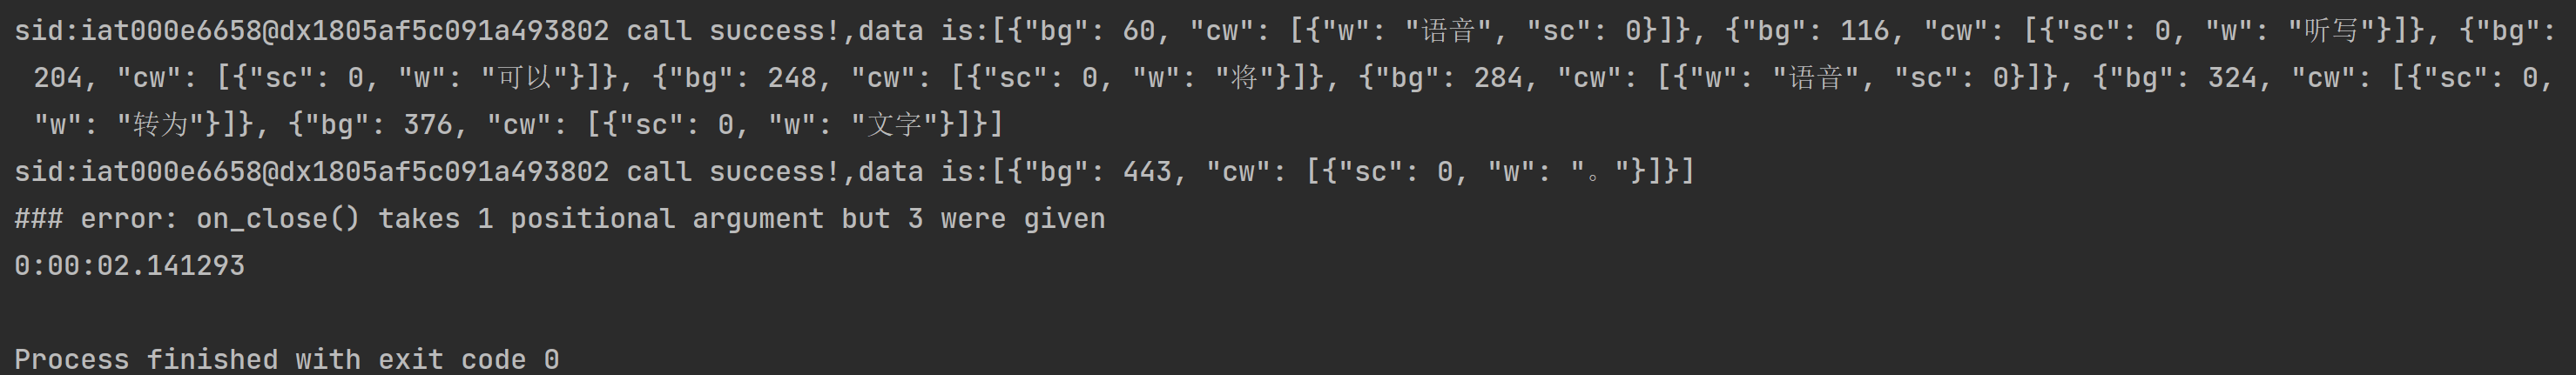 sid:iat000e6658@dx1805af5c091a493802 call success!,data is:[{"bg": 60, "cw": [{"w": "语音", "sc": 0}]}, {"bg": 116, "cw": [{"sc": 0, "w": "听写"}]}, {"bg":
204, "cw": [{"sc": 0, "w": "可以"}]}, {"bg": 248, "cw": [{"sc": 0, "w": "将"}]}, {"bg": 284, "cw": [{"w": "语音", "sc": 0}]}, {"bg": 324, "cw": [{"sc": 0,
"w": "转为"}]}, {"bg": 376, "cw": [{"sc": 0, "w": "文字"}]}]
sid:iat000e6658@dx1805af5c091a493802 call success!,data is:[{"bg": 443, "cw": [{"sc": 0, "w": "。"}]}]
### error: on_close() takes 1 positional argument but 3 were given
0:00:02.141293
Process finished with exit code 0